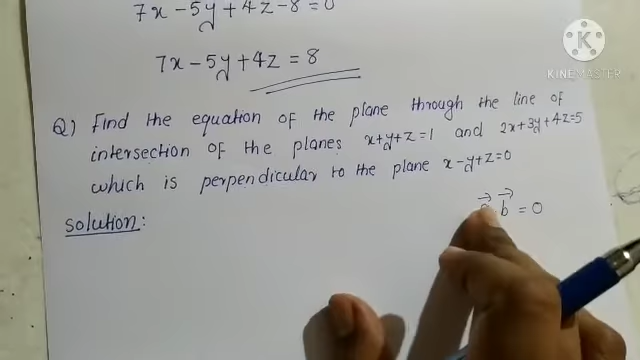 7x - 5y + 4z - 8 = 0
7x - 5y + 4z = 8
KINEMASTER
Q) Find the equation of the plane through the line of
intersection of the planes x+y+z=1 and 2x+3y+4z=5
which is perpendicular to the plane x-y+z=0
solution:
b⃗ = 0